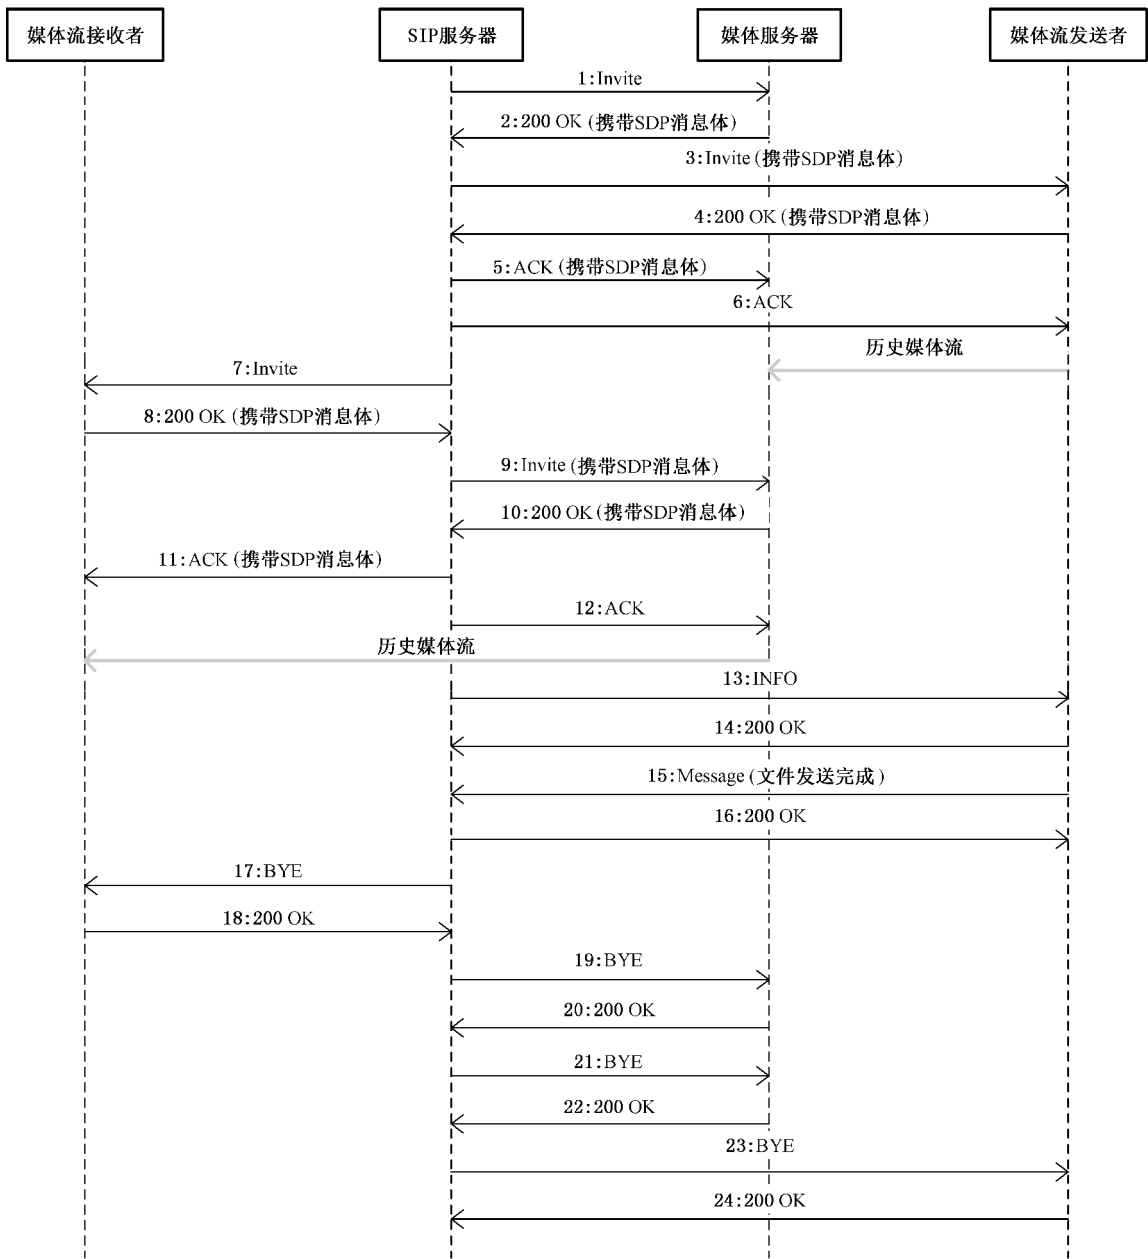 媒体流接收者
SIP服务器
媒体服务器
媒体流发送者
1:Invite
2:200 OK(携带SDP消息体)
3:Invite(携带SDP消息体)
4:200 OK(携带SDP消息体)
5:ACK(携带SDP消息体)
6:ACK
历史媒体流
7:Invite
8:200 OK(携带SDP消息体)
9:Invite(携带SDP消息体)
10:200 OK(携带SDP消息体)
11:ACK(携带SDP消息体)
12:ACK
历史媒体流
13:INFO
14:200 OK
15:Message(文件发送完成)
16:200 OK
17:BYE
18:200 OK
19:BYE
20:200 OK
21:BYE
22:200 OK
23:BYE
24:200 OK